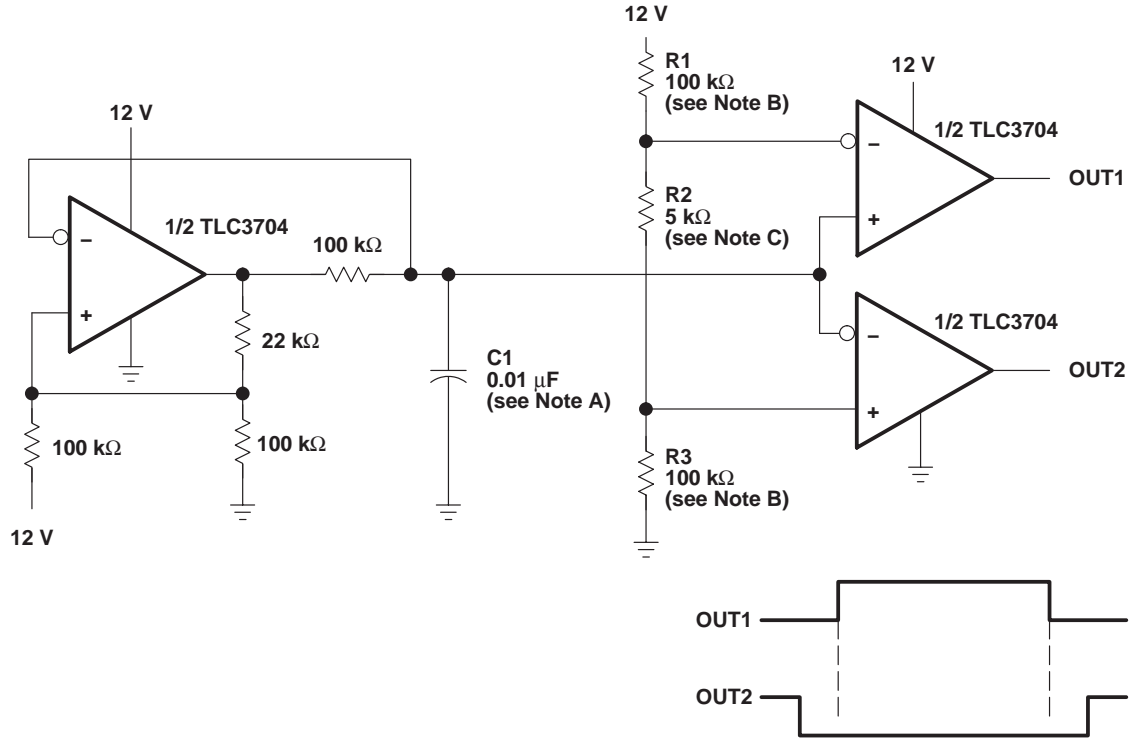 12 V
1/2 TLC3704
−
+
100 kΩ
22 kΩ
100 kΩ
100 kΩ
12 V
C1
0.01 μF
(see Note A)
12 V
R1
100 kΩ
(see Note B)
R2
5 kΩ
(see Note C)
R3
100 kΩ
(see Note B)
12 V
1/2 TLC3704
−
+
OUT1
1/2 TLC3704
−
+
OUT2
OUT1
OUT2